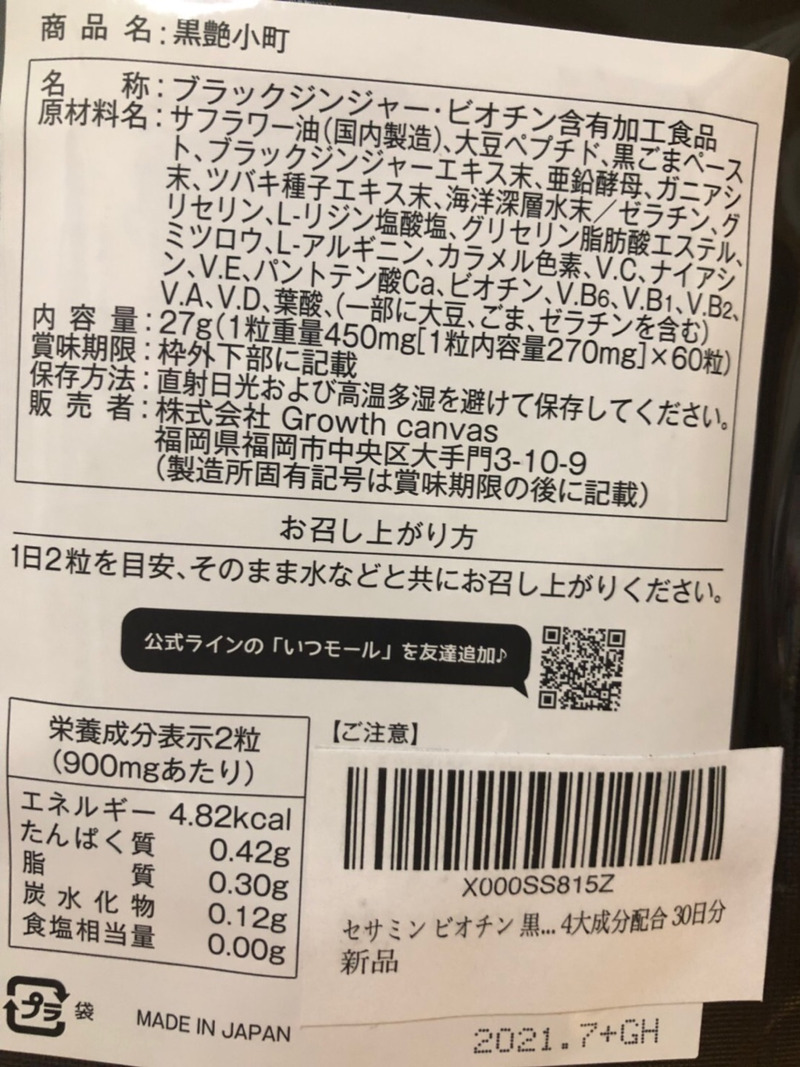 商品名:黒艶小町
名称:ブラックジンジャー・ビオチン含有加工食品
原材料名:サフラワー油(国内製造)、大豆ペプチド、黒ごまペース
ト、ブラックジンジャーエキス末、亜鉛酵母、ガニアシ
末、ツバキ種子エキス末、海洋深層水末/ゼラチン、グ
リセリン、L-リジン塩酸塩、グリセリン脂肪酸エステル、
ミツロウ、L-アルギニン、カラメル色素、V.C、ナイアシ
ン、V.E、パントテン酸Ca、ビオチン、V.B6、V.B1、V.B2、
V.A、V.D、葉酸、(一部に大豆、ごま、ゼラチンを含む)
内容量:27g(1粒重量450mg[1粒内容量270mg]×60粒)
賞味期限:枠外下部に記載
保存方法:直射日光および高温多湿を避けて保存してください。
販売者:株式会社 Growth canvas
福岡県福岡市中央区大手門3-10-9
(製造所固有記号は賞味期限の後に記載)
お召し上がり方
1日2粒を目安、そのまま水などと共にお召し上がりください。
公式ラインの「いつモール」を友達追加♪
栄養成分表示2粒
(900mgあたり)
エネルギー 4.82kcal
たんぱく質 0.42g
脂質 0.30g
炭水化物 0.12g
食塩相当量 0.00g
【ご注意】
X000SS815Z
セサミン ビオチン 黒... 4大成分配合 30日分
新品
プラ 袋
MADE IN JAPAN
2021.7+GH